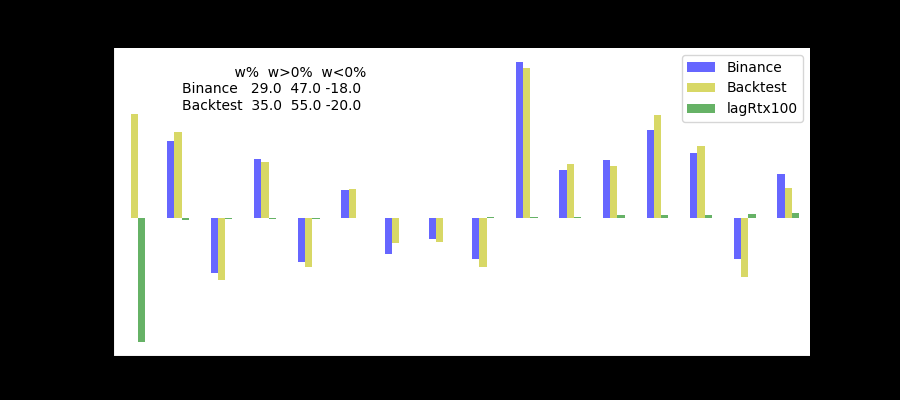 w% w>0% w<0%
Binance 29.0 47.0 -18.0
Backtest 35.0 55.0 -20.0
Binance
Backtest
lagRtx100